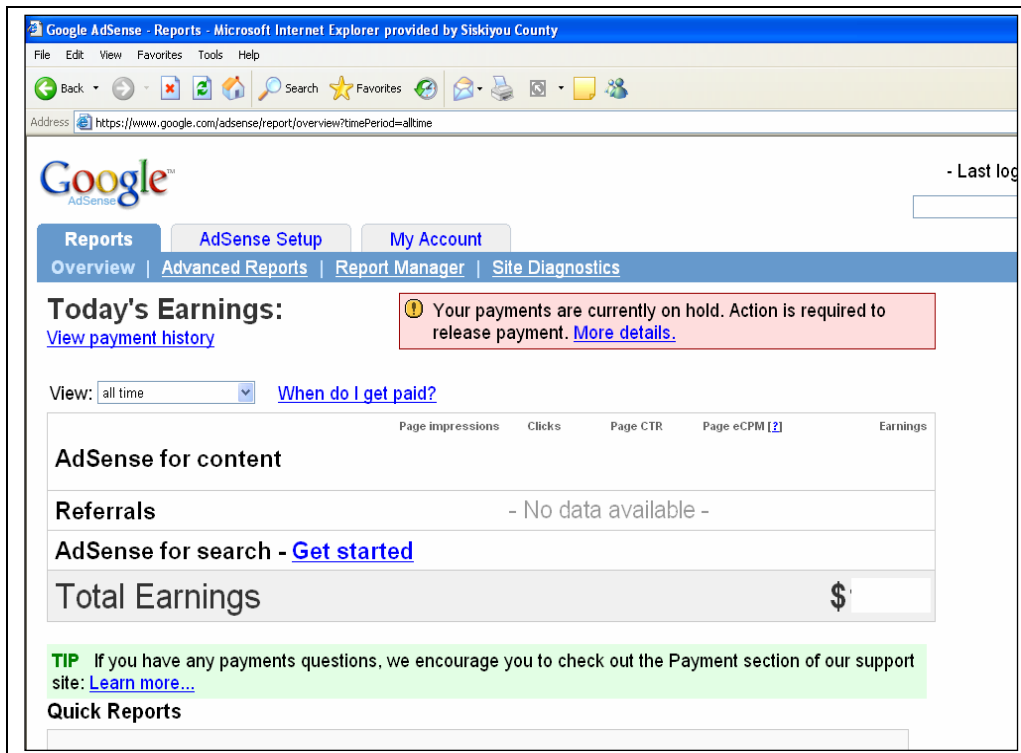 Google AdSense - Reports - Microsoft Internet Explorer provided by Siskiyou County
File Edit View Favorites Tools Help
Back Search Favorites
Address https://www.google.com/adsense/report/overview?timePeriod=alltime
Google™ - Last log
AdSense
Reports AdSense Setup My Account
Overview | Advanced Reports | Report Manager | Site Diagnostics
Today's Earnings:
View payment history
Your payments are currently on hold. Action is required to
release payment. More details.
View: all time When do I get paid?
Page impressions Clicks Page CTR Page eCPM [?] Earnings
AdSense for content
Referrals - No data available -
AdSense for search - Get started
Total Earnings $
TIP If you have any payments questions, we encourage you to check out the Payment section of our support
site: Learn more...
Quick Reports